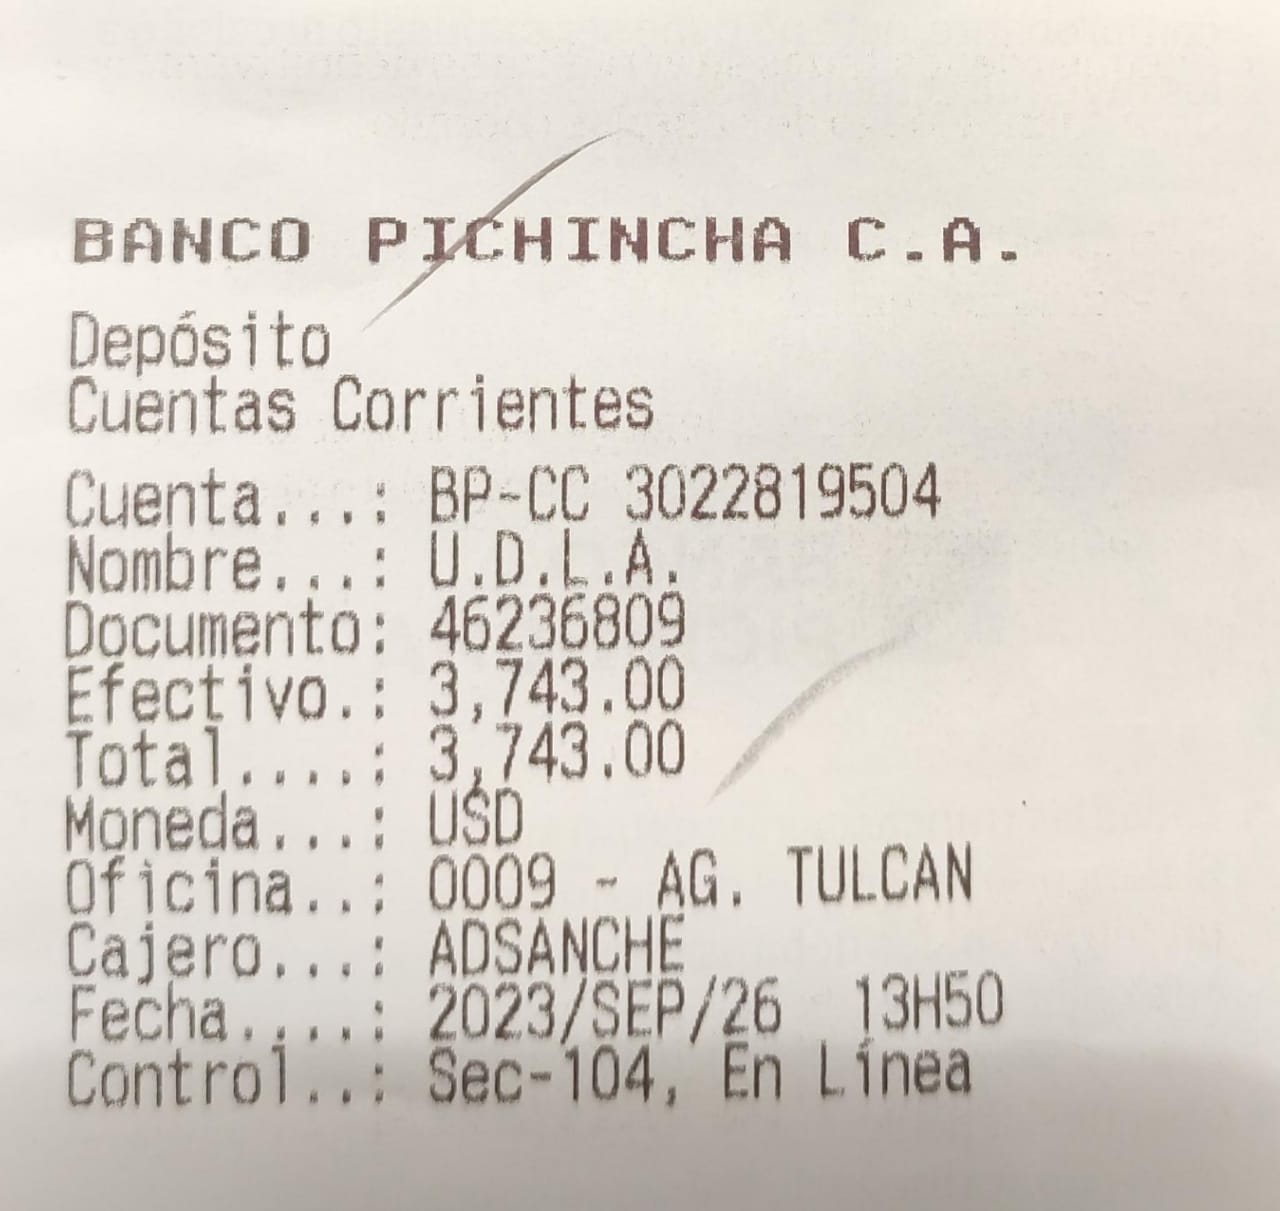 BANCO PICHINCHA C.A.
Depósito
Cuentas Corrientes
Cuenta...: BP-CC 3022819504
Nombre...: U.D.L.A.
Documento: 46236809
Efectivo.: 3,743.00
Total....: 3,743.00
Moneda...: USD
Oficina..: 0009 - AG. TULCAN
Cajero...: ADSANCHE
Fecha....: 2023/SEP/26  13H50
Control..: Sec-104, En Línea